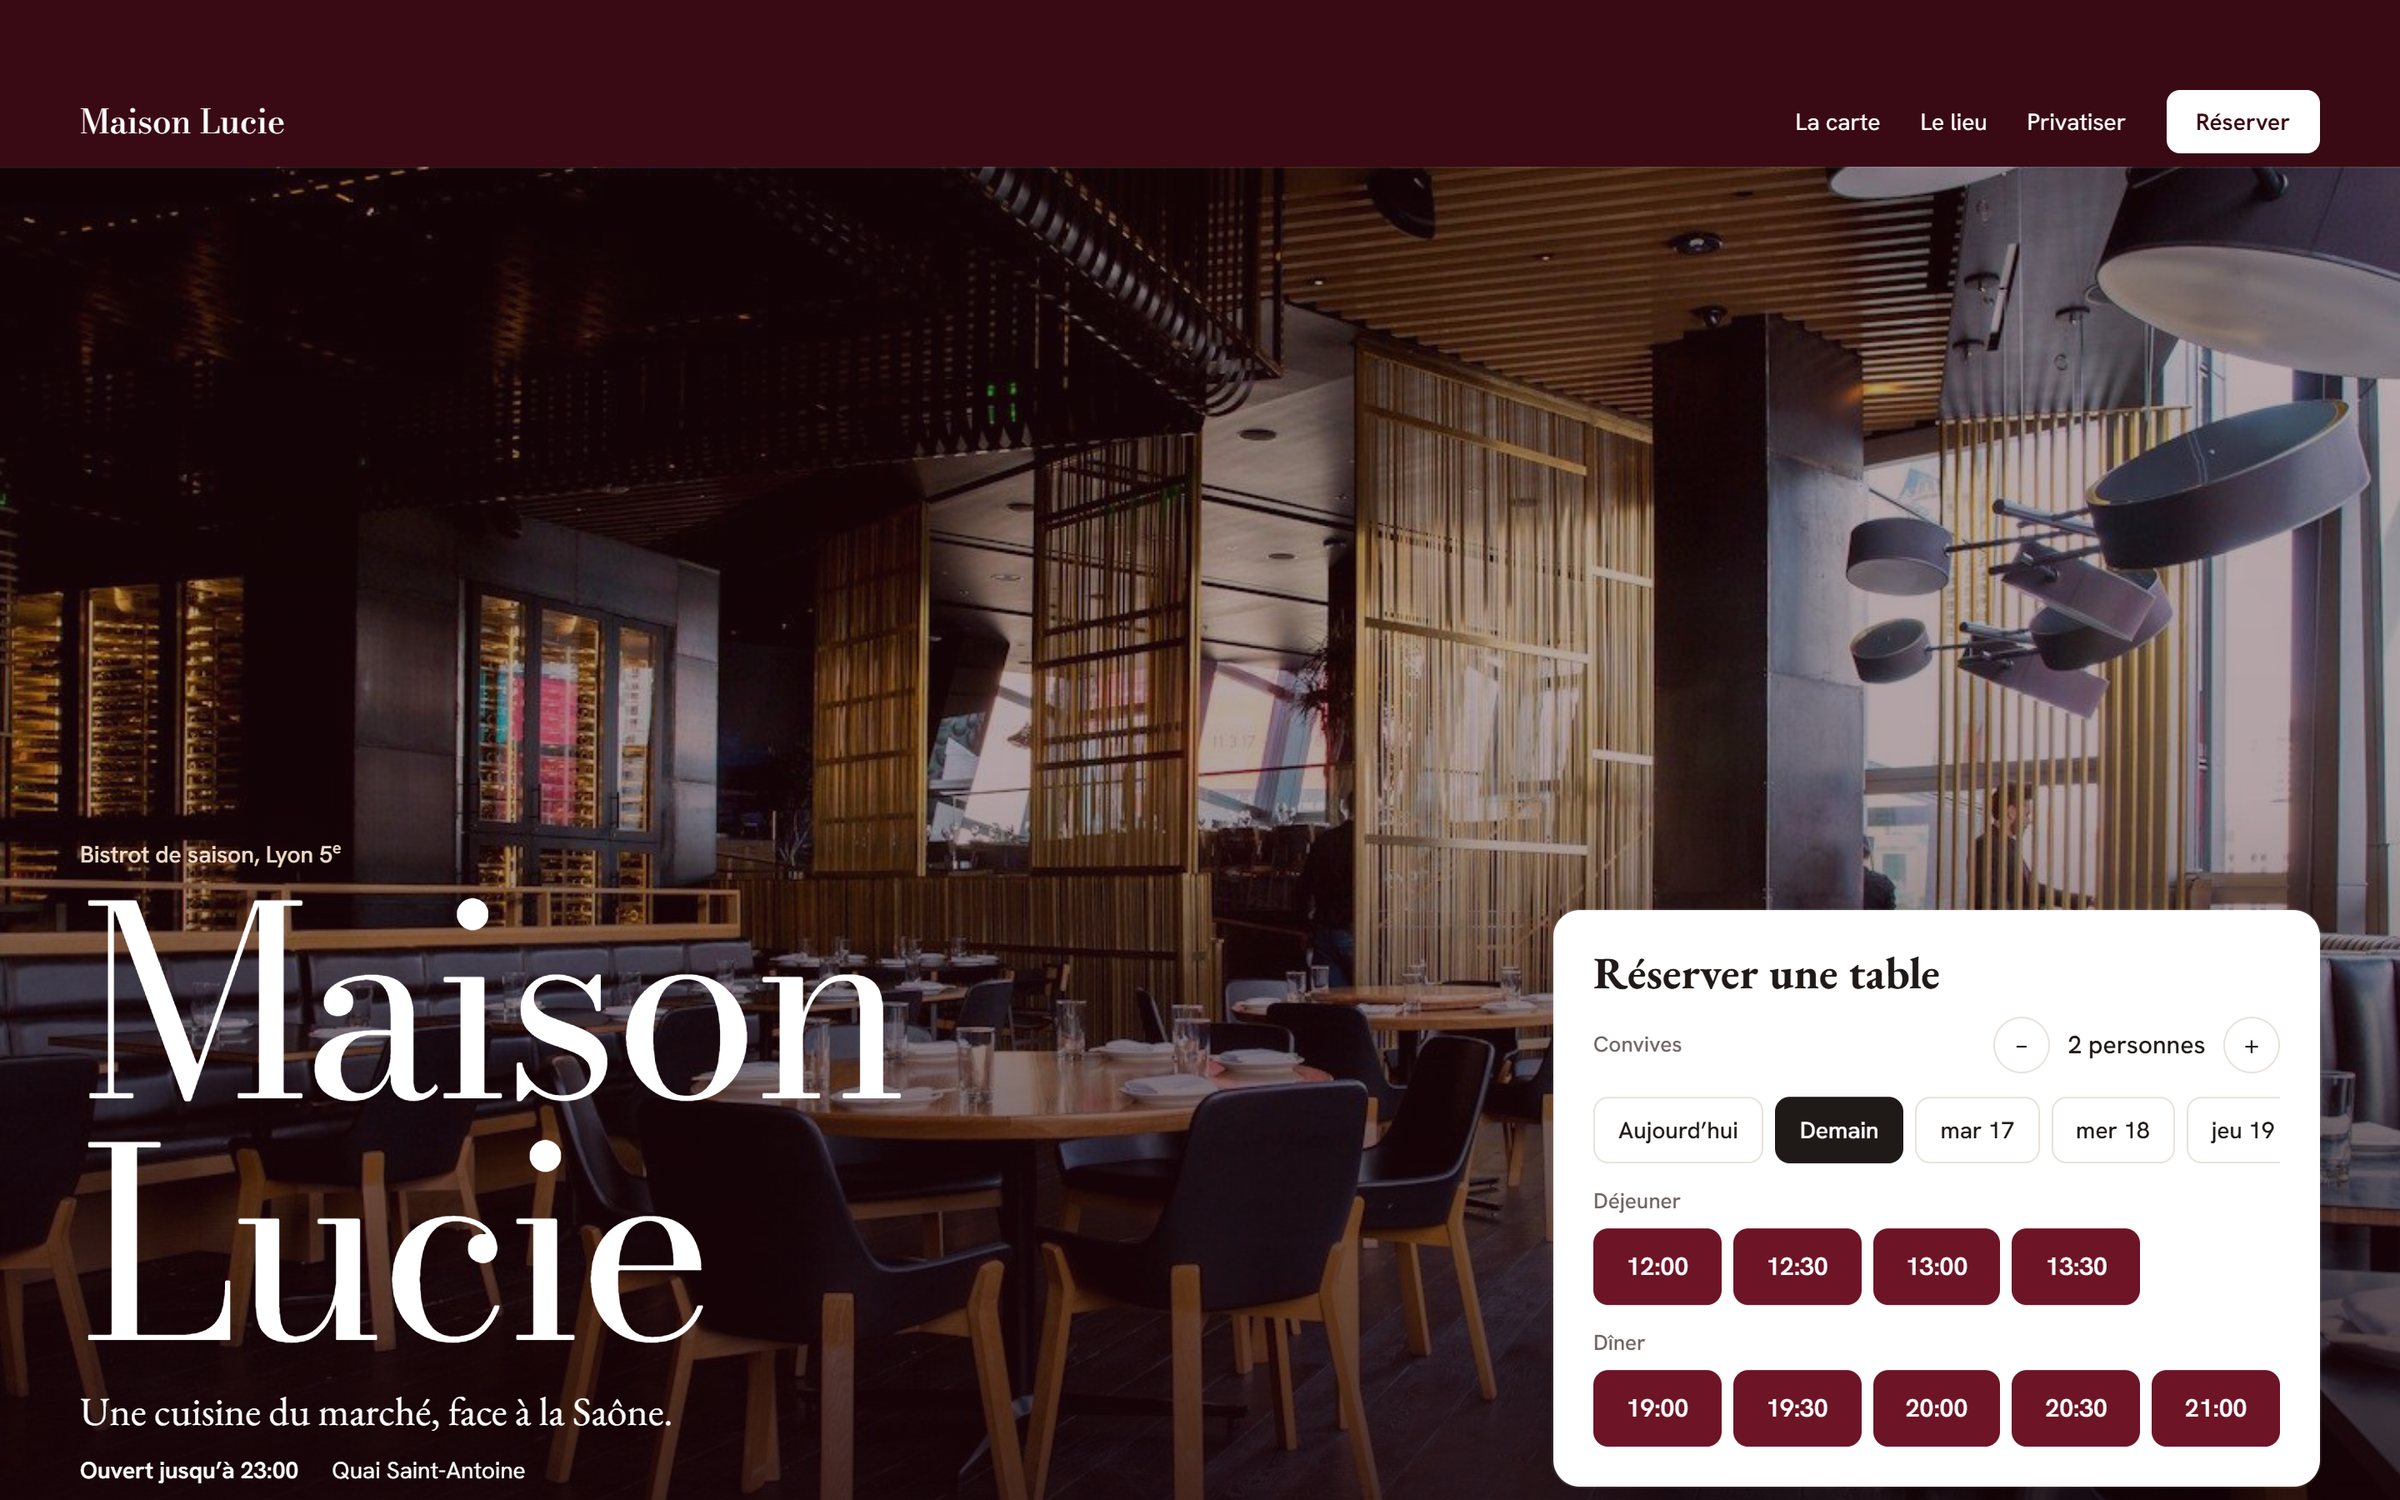 Maison Lucie
La carte
Le lieu
Privatiser
Réserver
Bistrot de saison, Lyon 5ᵉ
Maison
Lucie
Une cuisine du marché, face à la Saône.
Ouvert jusqu’à 23:00
Quai Saint-Antoine
Réserver une table
Convives
−
2 personnes
+
Aujourd’hui
Demain
mar 17
mer 18
jeu 19
Déjeuner
12:00
12:30
13:00
13:30
Dîner
19:00
19:30
20:00
20:30
21:00
11.3.17